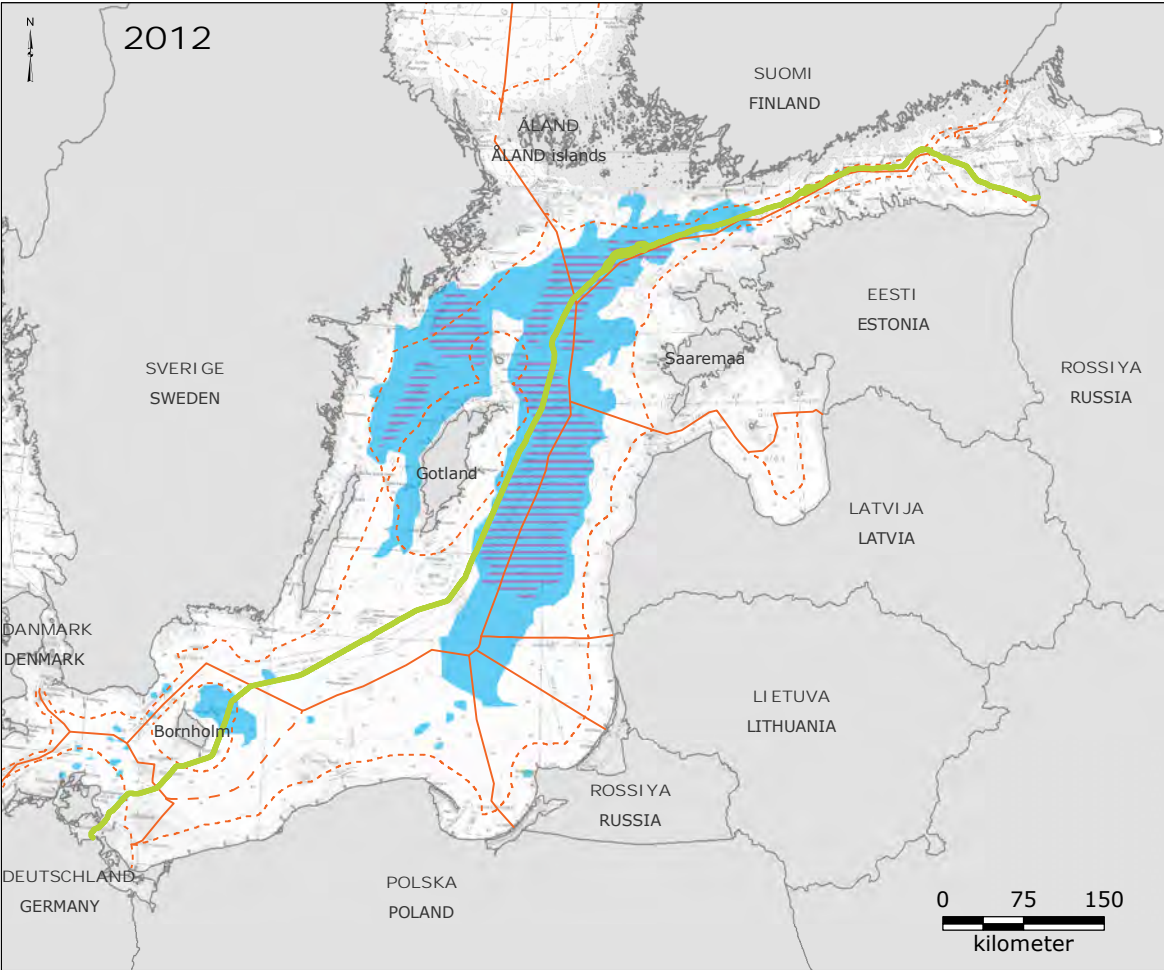 N
2012
SUOMI
FINLAND
ÅLAND
ÅLAND islands
EESTI
ESTONIA
SVERIGE
SWEDEN
Saaremaa
ROSSIYA
RUSSIA
Gotland
LATVIJA
LATVIA
DANMARK
DENMARK
LIETUVA
LITHUANIA
Bornholm
ROSSIYA
RUSSIA
DEUTSCHLAND
GERMANY
POLSKA
POLAND
0 75 150
kilometer